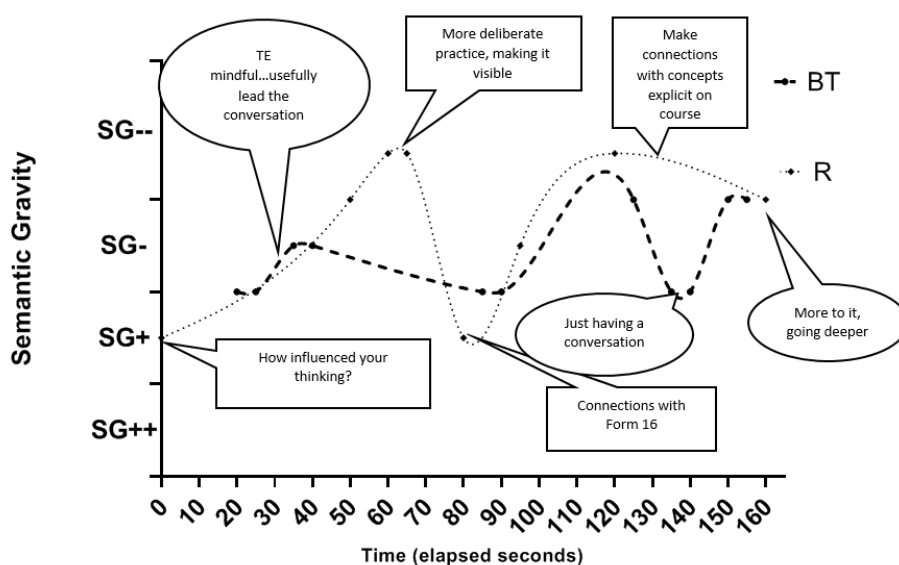 TE
mindful...usefully
lead the
conversation
More deliberate
practice, making it
visible
Make
connections
with concepts
explicit on
course
BT
R
Semantic Gravity
SG--
SG-
SG+
SG++
How influenced your
thinking?
Just having a
conversation
Connections with
Form 16
More to it,
going deeper
0 10 20 30 40 50 60 70 80 90 100 110 120 130 140 150 160
Time (elapsed seconds)